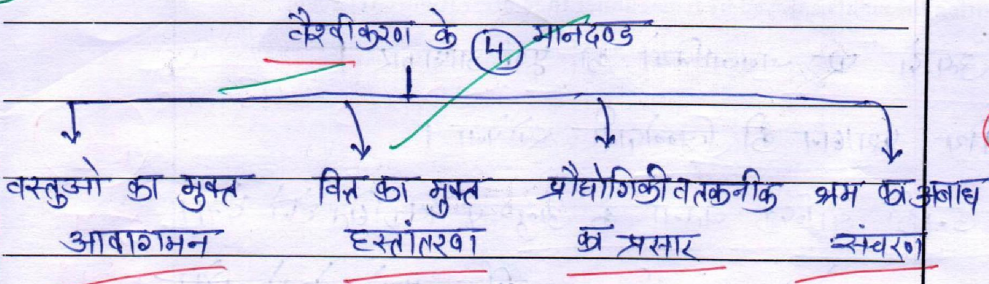 वैश्वीकरण के 4 मानदण्ड
वस्तुओ का मुक्त वित्त का मुक्त प्रौद्योगिकी व तकनीक श्रम का अबाध
आवागमन हस्तांतरण का प्रसार संचरण